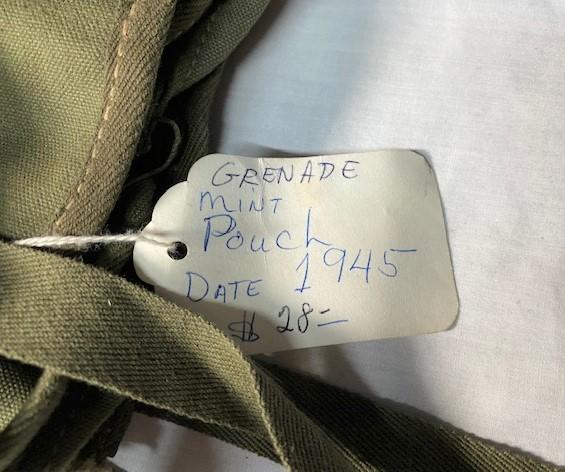 GRENADE
MINT
Pouch
DATE 1945
$ 28=